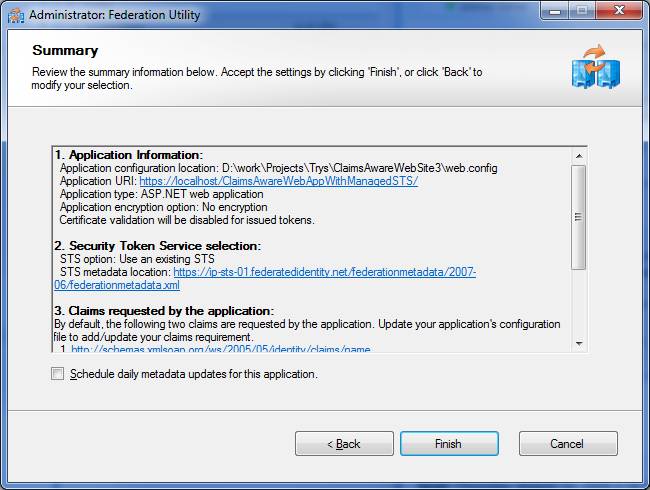 Administrator: Federation Utility
Summary
Review the summary information below. Accept the settings by clicking 'Finish', or click 'Back' to
modify your selection.
1. Application Information:
Application configuration location: D:\work\Projects\Trys\ClaimsAwareWebSite3\web.config
Application URI: https://localhost/ClaimsAwareWebAppWithManagedSTS/
Application type: ASP.NET web application
Application encryption option: No encryption
Certificate validation will be disabled for issued tokens.
2. Security Token Service selection:
STS option: Use an existing STS
STS metadata location: https://ip-sts-01.federatedidentity.net/federationmetadata/2007-
06/federationmetadata.xml
3. Claims requested by the application:
By default, the following two claims are requested by the application. Update your application's configuration
file to add/update your claims requirement.
1. http://schemas.xmlsoap.org/ws/2005/05/identity/claims/name
Schedule daily metadata updates for this application.
< Back
Finish
Cancel